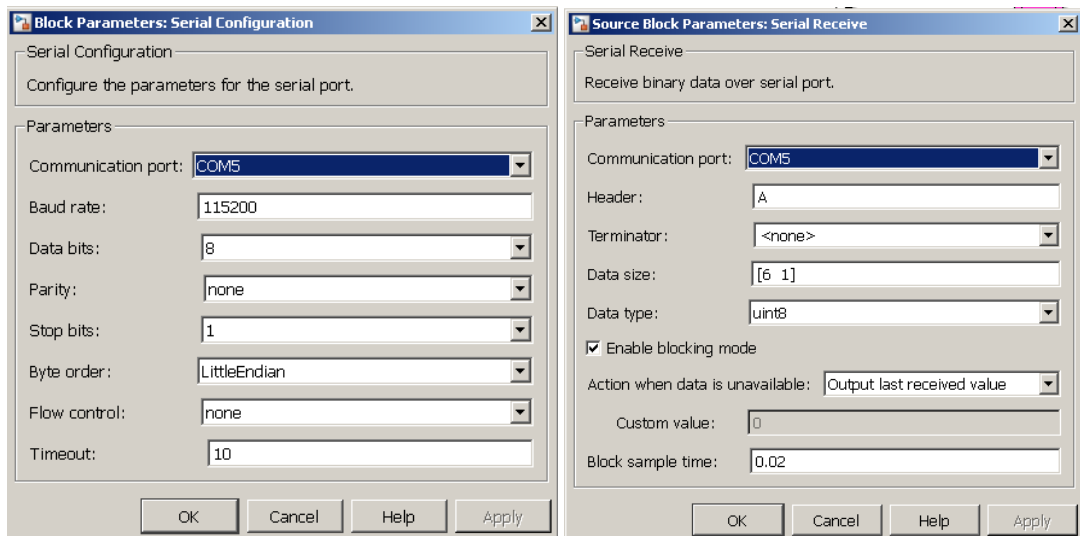 Block Parameters: Serial Configuration
Serial Configuration
Configure the parameters for the serial port.
Parameters
Communication port: COM5
Baud rate: 115200
Data bits: 8
Parity: none
Stop bits: 1
Byte order: LittleEndian
Flow control: none
Timeout: 10
OK Cancel Help Apply
Source Block Parameters: Serial Receive
Serial Receive
Receive binary data over serial port.
Parameters
Communication port: COM5
Header: A
Terminator: <none>
Data size: [6 1]
Data type: uint8
Enable blocking mode
Action when data is unavailable: Output last received value
Custom value: 0
Block sample time: 0.02
OK Cancel Help Apply